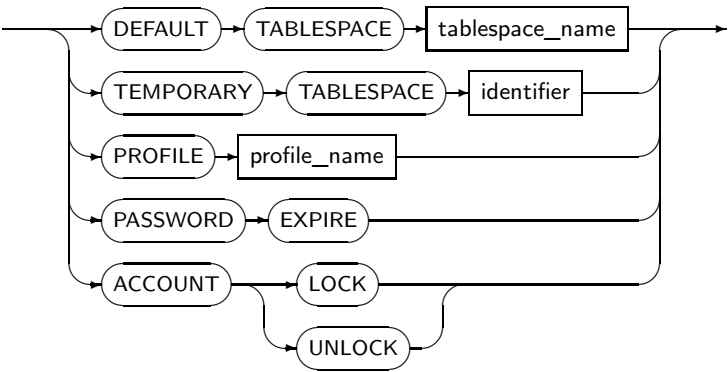 DEFAULT TABLESPACE tablespace_name
TEMPORARY TABLESPACE identifier
PROFILE profile_name
PASSWORD EXPIRE
ACCOUNT LOCK
UNLOCK